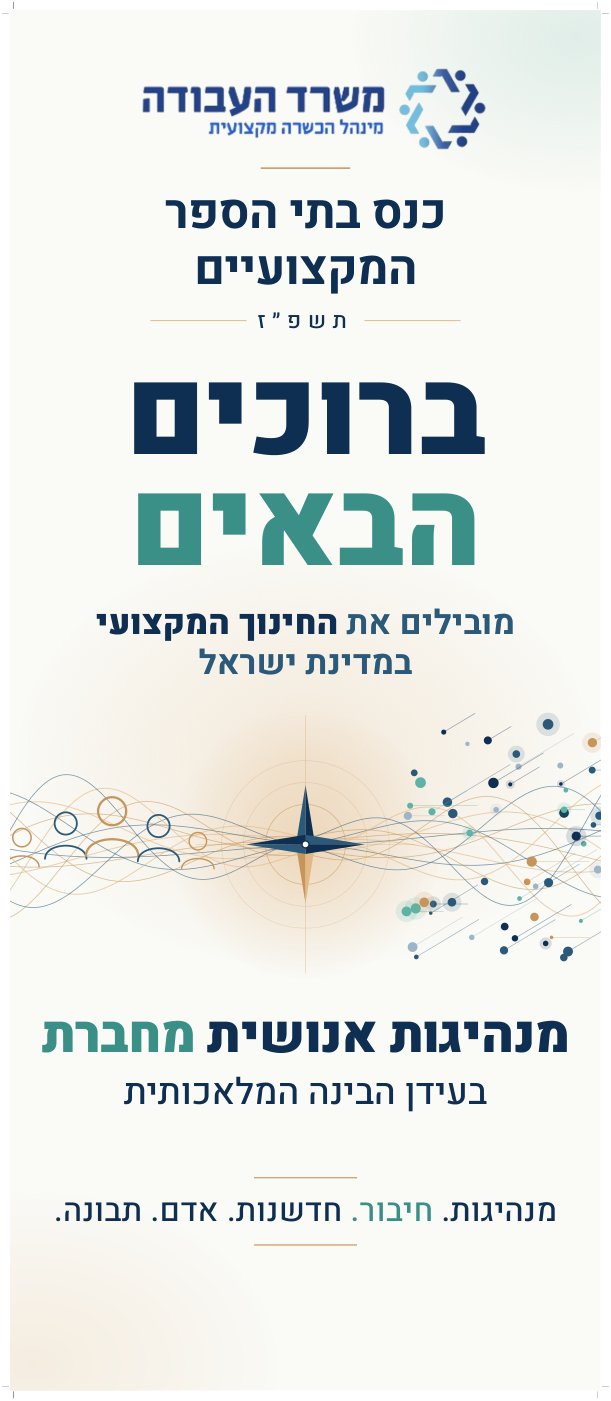 משרד העבודה
מינהל הכשרה מקצועית
כנס בתי הספר
המקצועיים
תשפ״ז
ברוכים
הבאים
מובילים את החינוך המקצועי
במדינת ישראל
מנהיגות אנושית מחברת
בעידן הבינה המלאכותית
מנהיגות. חיבור. חדשנות. אדם. תבונה.